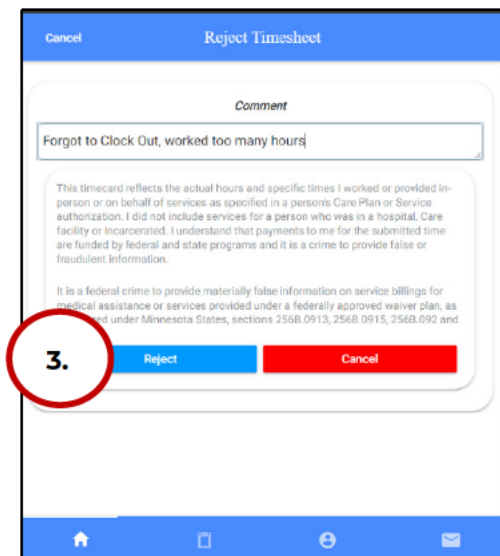 Cancel
Reject Timesheet
Comment
Forgot to Clock Out, worked too many hours
This timecard reflects the actual hours and specific times I worked or provided in-
person or on behalf of services as specified in a person's Care Plan or Service
authorization. I did not include services for a person who was in a hospital, Care
facility or Incarcerated. I understand that payments to me for the submitted time
are funded by federal and state programs and it is a crime to provide false or
fraudulent information.
It is a federal crime to provide materially false information on service billings for
medical assistance or services provided under a federally approved waiver plan, as
under Minnesota States, sections 256B.0913, 256B.0915, 256B.092 and
3.
Reject
Cancel